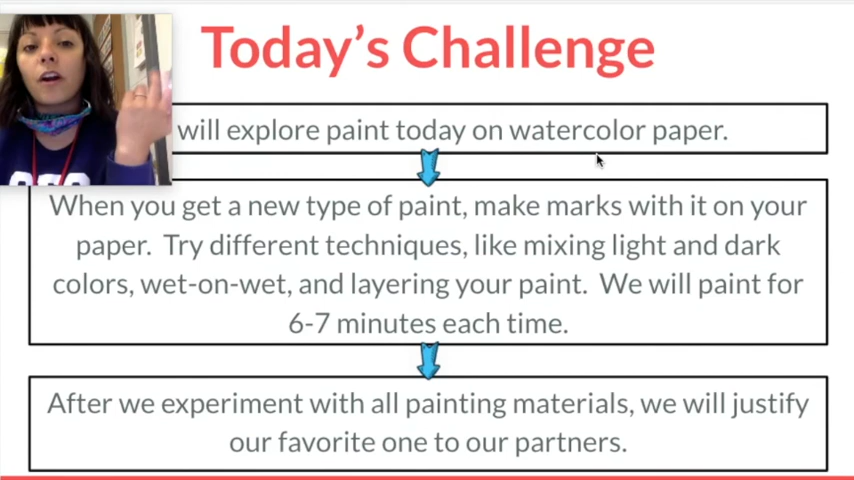 Today's Challenge
will explore paint today on watercolor paper.
When you get a new type of paint, make marks with it on your
paper. Try different techniques, like mixing light and dark
colors, wet-on-wet, and layering your paint. We will paint for
6-7 minutes each time.
After we experiment with all painting materials, we will justify
our favorite one to our partners.